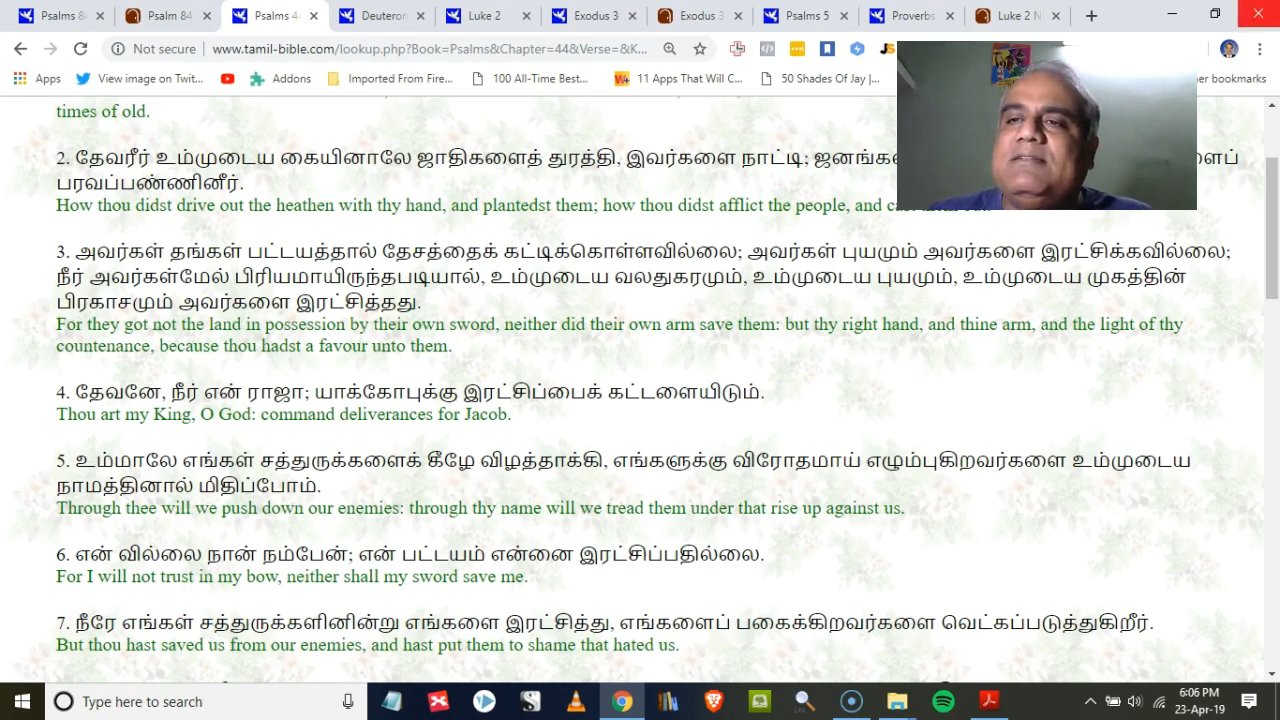 Psalms 8
Psalm 84
Psalms 4
Deuteron
Luke 2
Exodus 3
Exodus 3
Psalms 5
Proverbs
Luke 2 N
Not secure www.tamil-bible.com/lookup.php?Book=Psalms&Chapter=44&Verse=&K...
Apps View image on Twit... Addons Imported From Fire... 100 All-Time Best... 11 Apps That Will C... 50 Shades Of Jay |... her bookmarks
times of old.
2. தேவரீர் உம்முடைய கையினாலே ஜாதிகளைத் துரத்தி, இவர்களை நாட்டி;
பரவப்பண்ணினீர்.
How thou didst drive out the heathen with thy hand, and plantedst them; how thou didst afflict the people, and
3. அவர்கள் தங்கள் பட்டயத்தால் தேசத்தைக் கட்டிக்கொள்ளவில்லை; அவர்கள் புயமும் அவர்களை இரட்சிக்கவில்லை;
நீர் அவர்கள்மேல் பிரியமாயிருந்தபடியால், உம்முடைய வலதுகரமும், உம்முடைய புயமும், உம்முடைய முகத்தின்
பிரகாசமும் அவர்களை இரட்சித்தது.
For they got not the land in possession by their own sword, neither did their own arm save them: but thy right hand, and thine arm, and the light of thy
countenance, because thou hadst a favour unto them.
4. தேவனே, நீர் என் ராஜா; யாக்கோபுக்கு இரட்சிப்பைக் கட்டளையிடும்.
Thou art my King, O God: command deliverances for Jacob.
5. உம்மாலே எங்கள் சத்துருக்களைக் கீழே விழத்தாக்கி, எங்களுக்கு விரோதமாய் எழும்புகிறவர்களை உம்முடைய
நாமத்தினால் மிதிப்போம்.
Through thee will we push down our enemies: through thy name will we tread them under that rise up against us.
6. என் வில்லை நான் நம்பேன்; என் பட்டயம் என்னை இரட்சிப்பதில்லை.
For I will not trust in my bow, neither shall my sword save me.
7. நீரே எங்கள் சத்துருக்களினின்று எங்களை இரட்சித்து, எங்களைப் பகைக்கிறவர்களை வெட்கப்படுத்துகிறீர்.
But thou hast saved us from our enemies, and hast put them to shame that hated us.
Type here to search
6:06 PM
23-Apr-19